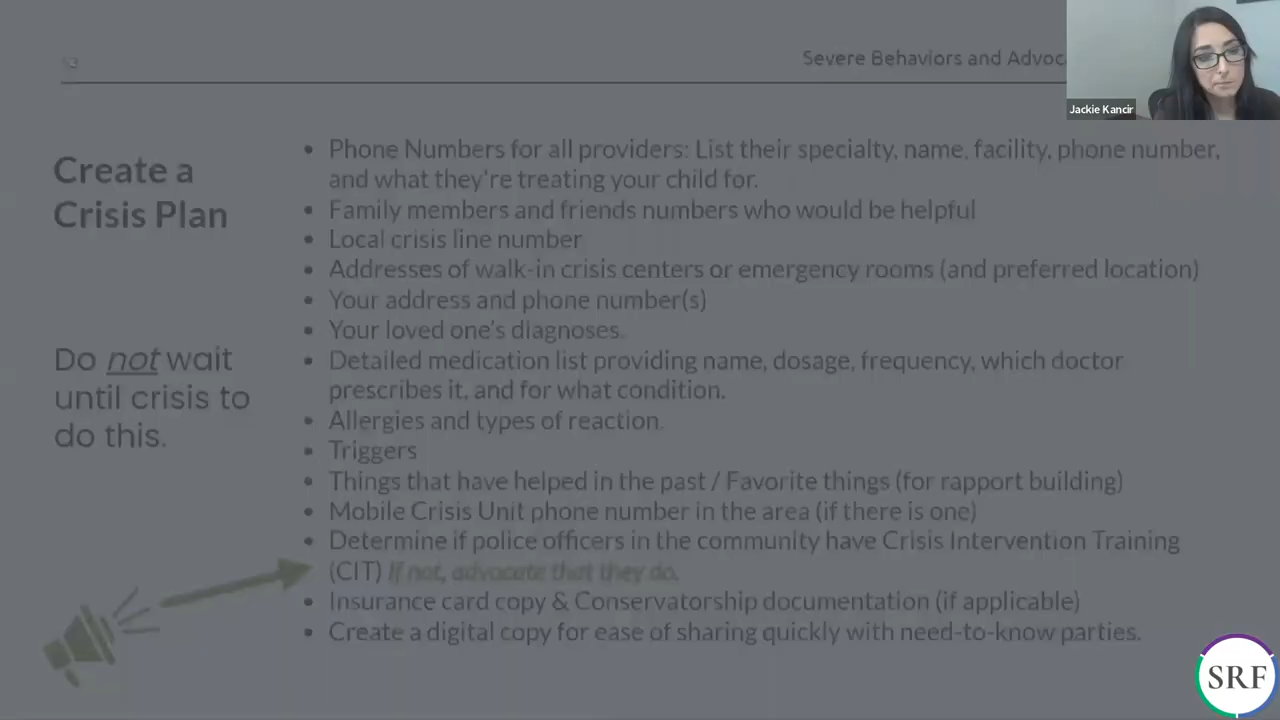 13
Severe Behaviors and Advoca
Jackie Kancir
Create a
Crisis Plan
Do not wait
until crisis to
do this.
• Phone Numbers for all providers: List their specialty, name, facility, phone number,
and what they're treating your child for.
• Family members and friends numbers who would be helpful
• Local crisis line number
• Addresses of walk-in crisis centers or emergency rooms (and preferred location)
• Your address and phone number(s)
• Your loved one's diagnoses.
• Detailed medication list providing name, dosage, frequency, which doctor
prescribes it, and for what condition.
• Allergies and types of reaction.
• Triggers
• Things that have helped in the past / Favorite things (for rapport building)
• Mobile Crisis Unit phone number in the area (if there is one)
• Determine if police officers in the community have Crisis Intervention Training
(CIT) If not, advocate that they do.
• Insurance card copy & Conservatorship documentation (if applicable)
• Create a digital copy for ease of sharing quickly with need-to-know parties.
SRF